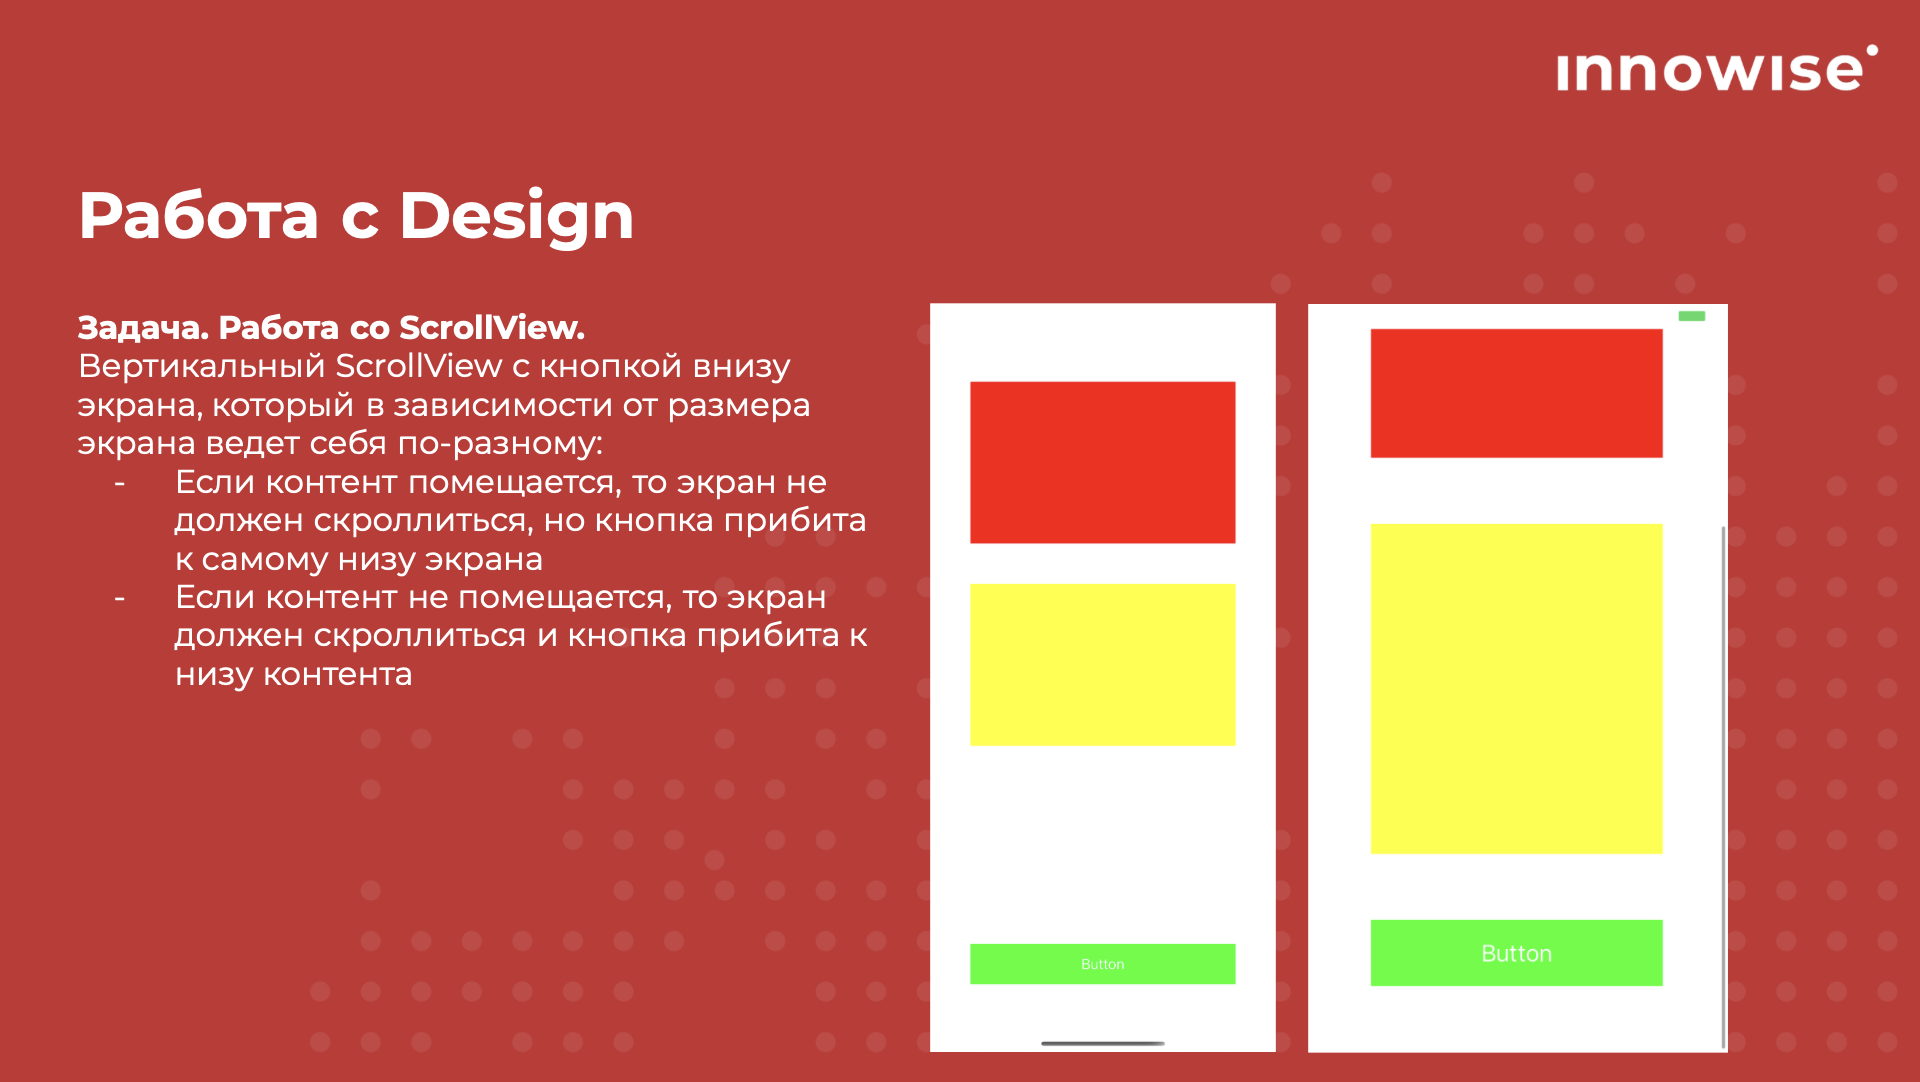 innowise
Работа с Design
Задача. Работа со ScrollView.
Вертикальный ScrollView с кнопкой внизу
экрана, который в зависимости от размера
экрана ведет себя по-разному:
- Если контент помещается, то экран не
должен скроллиться, но кнопка прибита
к самому низу экрана
- Если контент не помещается, то экран
должен скроллиться и кнопка прибита к
низу контента
Button
Button